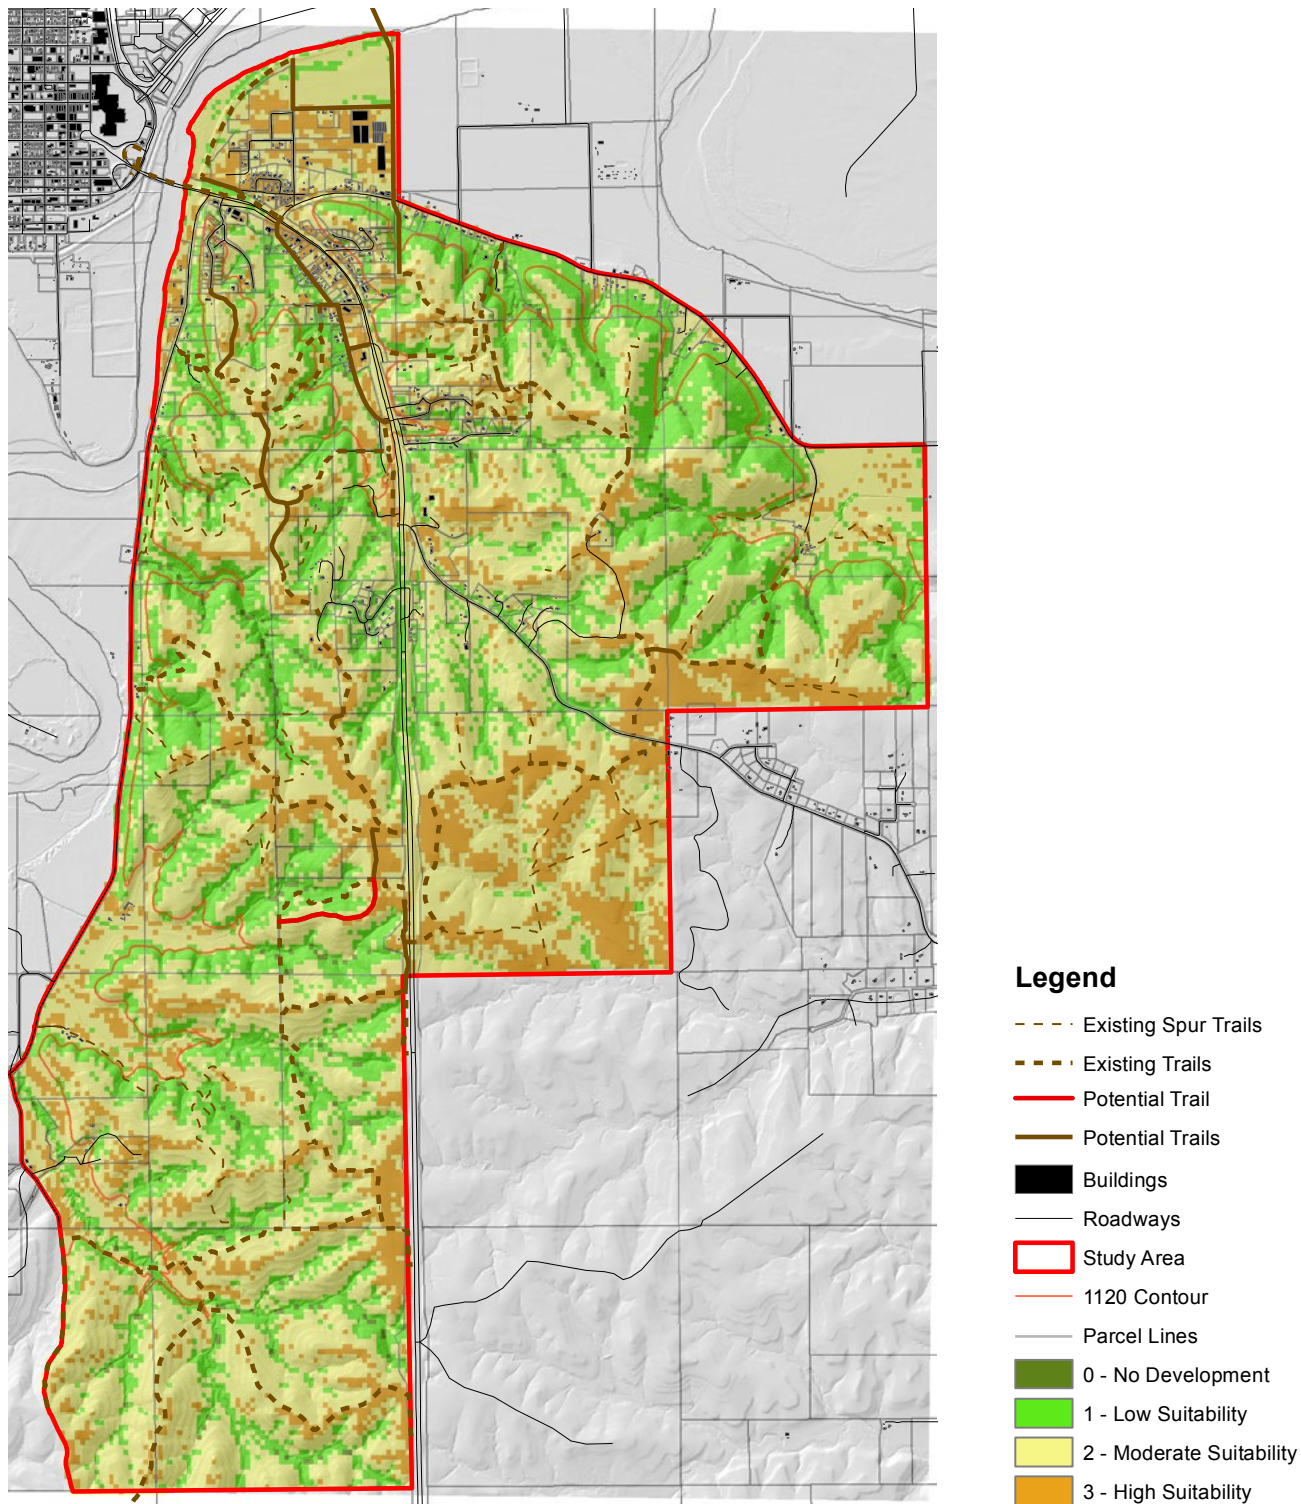 Legend
Existing Spur Trails
Existing Trails
Potential Trail
Potential Trails
Buildings
Roadways
Study Area
1120 Contour
Parcel Lines
0 - No Development
1 - Low Suitability
2 - Moderate Suitability
3 - High Suitability